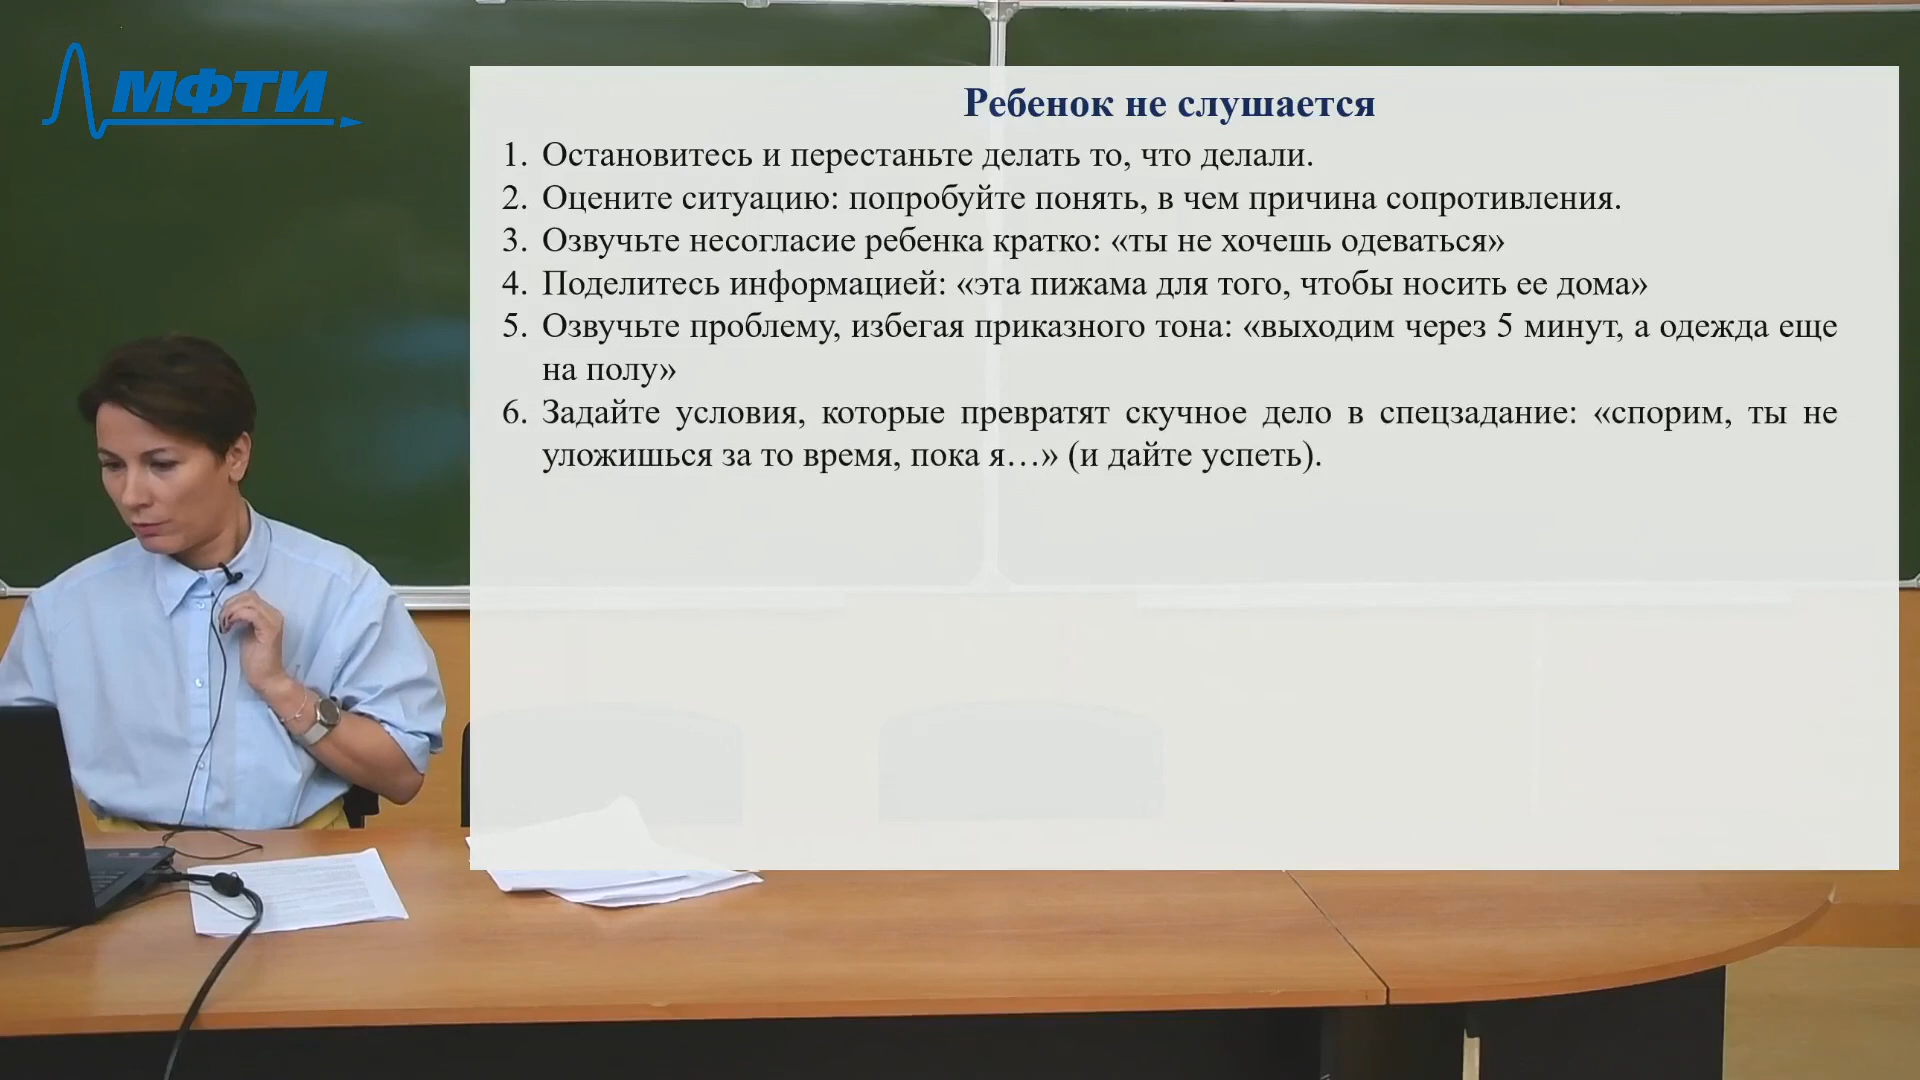 МФТИ
Ребенок не слушается
1. Остановитесь и перестаньте делать то, что делали.
2. Оцените ситуацию: попробуйте понять, в чем причина сопротивления.
3. Озвучьте несогласие ребенка кратко: «ты не хочешь одеваться»
4. Поделитесь информацией: «эта пижама для того, чтобы носить ее дома»
5. Озвучьте проблему, избегая приказного тона: «выходим через 5 минут, а одежда еще
на полу»
6. Задайте условия, которые превратят скучное дело в спецзадание: «спорим, ты не
уложишься за то время, пока я…» (и дайте успеть).